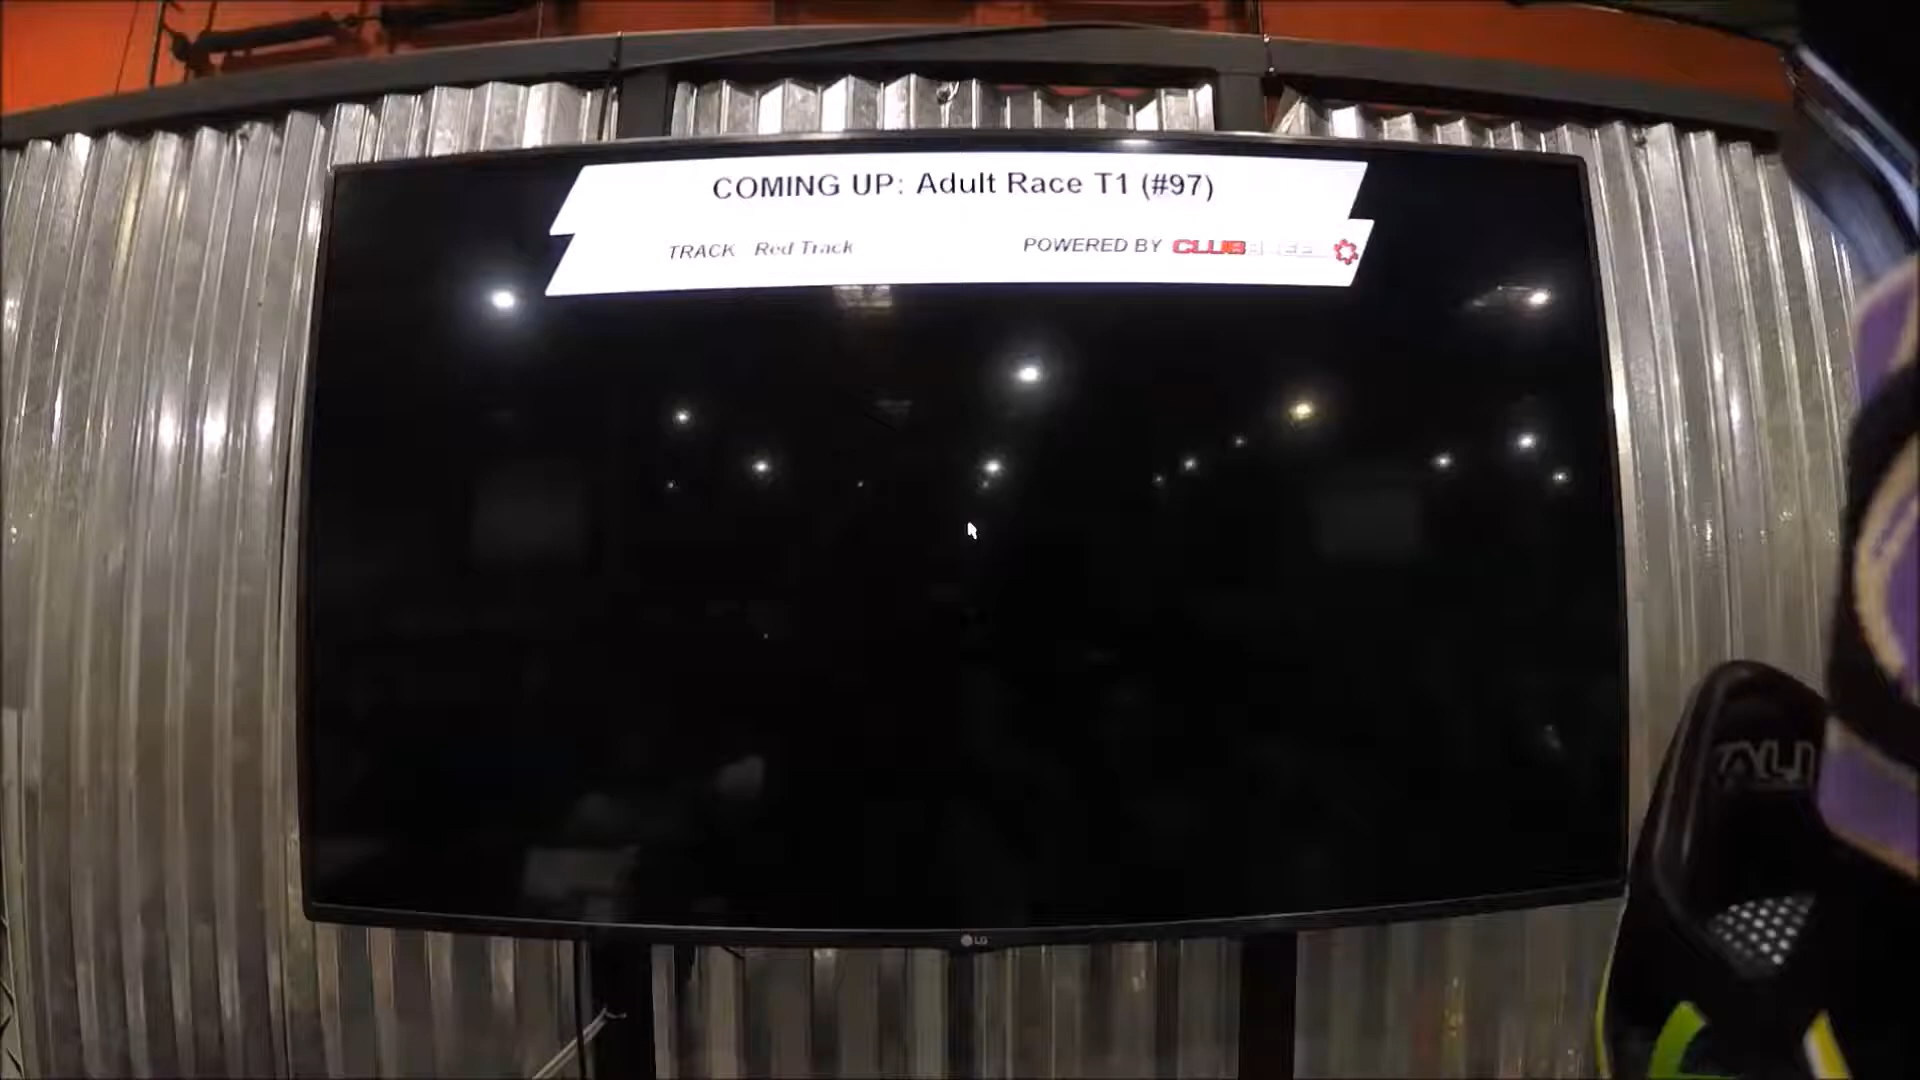 COMING UP: Adult Race T1 (#97)
TRACK Red Track
POWERED BY CLUB
LG